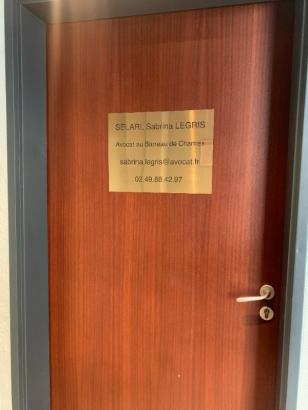 SELARL Sabrina LEGRIS
Avocat au Barreau de Chartres
sabrina.legris@avocat.fr
02.49.88.42.97